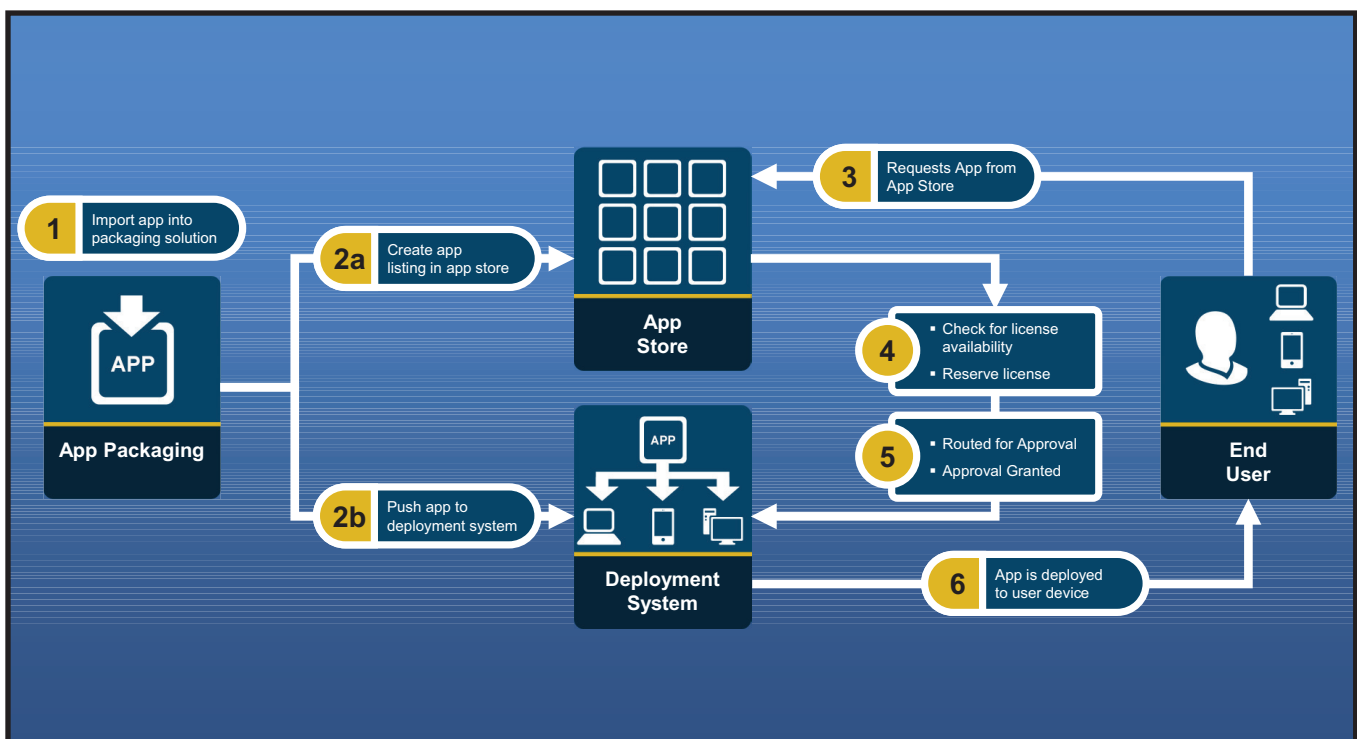 1
Import app into
packaging solution
APP
App Packaging
2a
Create app
listing in app store
2b
Push app to
deployment system
App
Store
APP
Deployment
System
3
Requests App from
App Store
4
▪ Check for license
availability
▪ Reserve license
5
▪ Routed for Approval
▪ Approval Granted
6
App is deployed
to user device
End
User